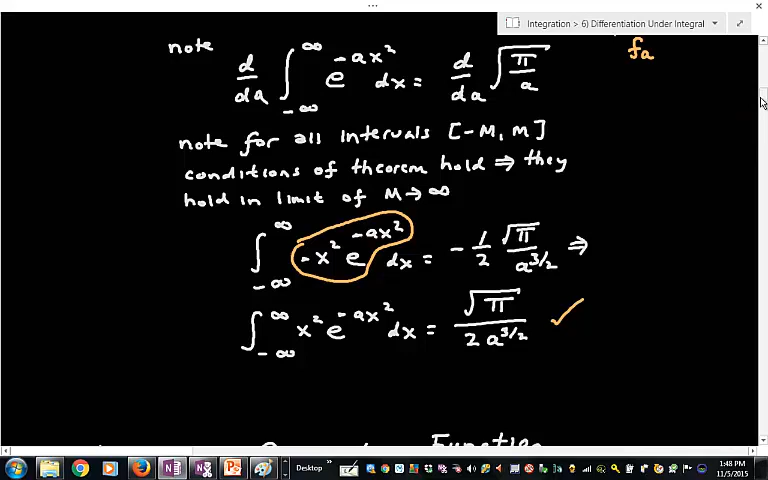 ...
Integration > 6) Differentiation Under Integral
note
d/da ∫_{-∞}^{∞} e^{-ax²} dx = d/da √(π/a)
fa
note for all intervals [-M, M]
conditions of theorem hold ⇒ they
hold in limit of M → ∞
∫_{-∞}^{∞} -x² e^{-ax²} dx = -1/2 √π/a^{3/2} ⇒
∫_{-∞}^{∞} x² e^{-ax²} dx = √π/(2a^{3/2}) ✓
Function
Desktop »
1:48 PM
11/5/2015